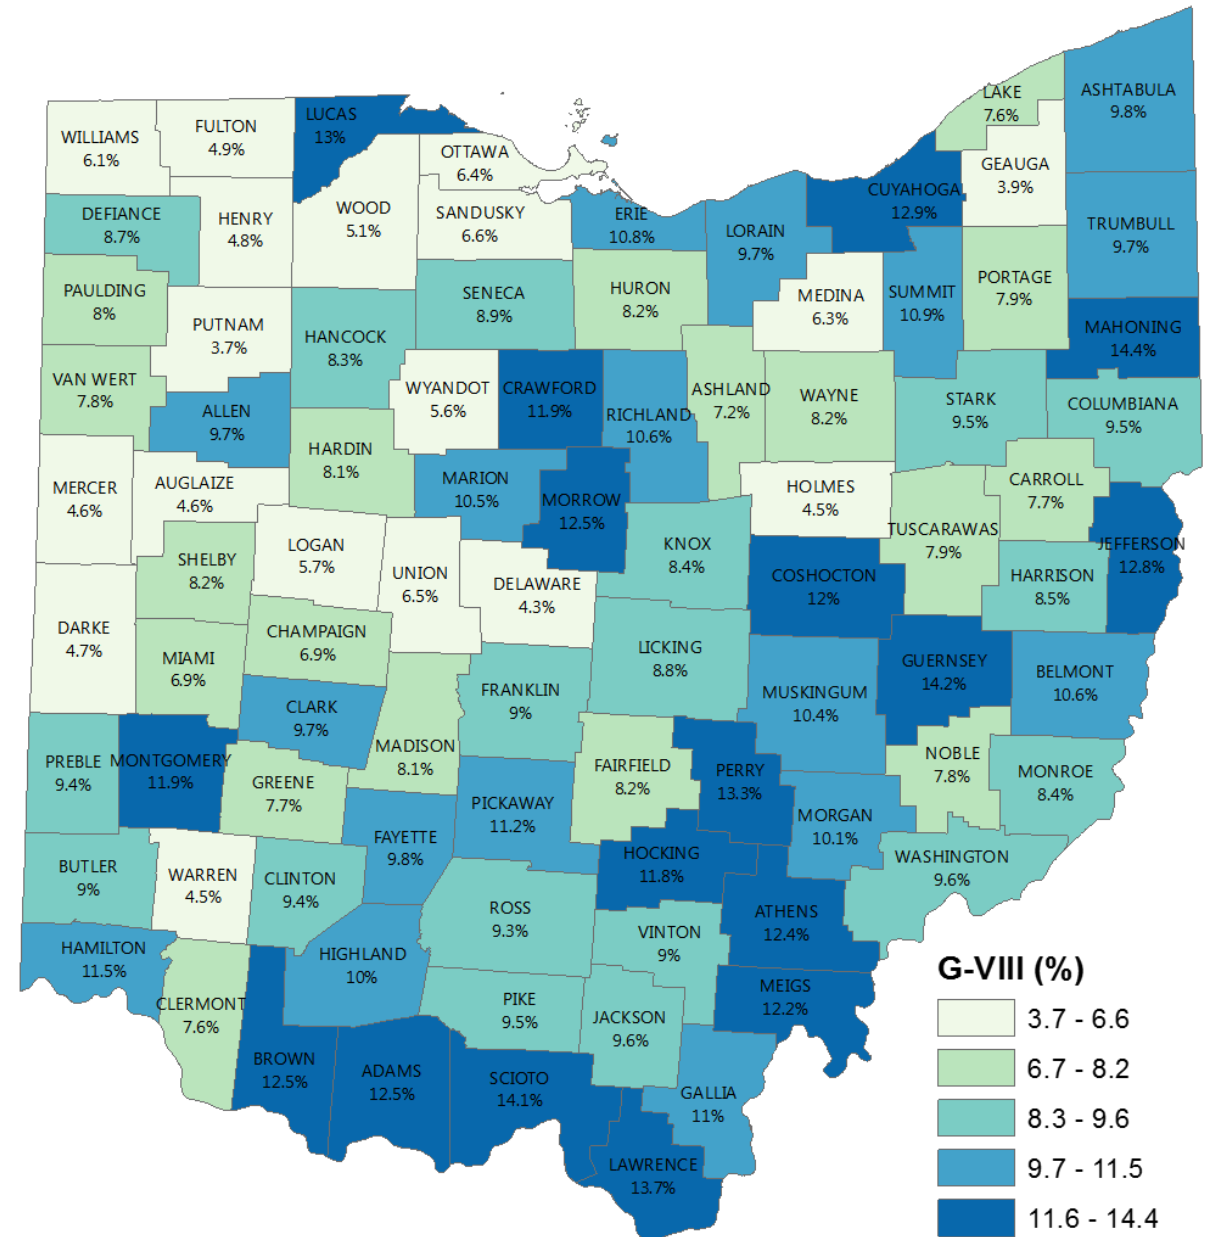 LAKE
7.6%
ASHTABULA
9.8%
LUCAS
13%
WILLIAMS
6.1%
FULTON
4.9%
OTTAWA
6.4%
GEAUGA
3.9%
CUYAHOGA
12.9%
DEFIANCE
8.7%
HENRY
4.8%
WOOD
5.1%
SANDUSKY
6.6%
ERIE
10.8%
LORAIN
9.7%
TRUMBULL
9.7%
PAULDING
8%
PUTNAM
3.7%
HANCOCK
8.3%
SENECA
8.9%
HURON
8.2%
MEDINA
6.3%
SUMMIT
10.9%
PORTAGE
7.9%
MAHONING
14.4%
VAN WERT
7.8%
ALLEN
9.7%
WYANDOT
5.6%
CRAWFORD
11.9%
RICHLAND
10.6%
ASHLAND
7.2%
WAYNE
8.2%
STARK
9.5%
COLUMBIANA
9.5%
HARDIN
8.1%
MERCER
4.6%
AUGLAIZE
4.6%
MARION
10.5%
MORROW
12.5%
HOLMES
4.5%
CARROLL
7.7%
TUSCARAWAS
7.9%
JEFFERSON
12.8%
SHELBY
8.2%
LOGAN
5.7%
UNION
6.5%
DELAWARE
4.3%
KNOX
8.4%
COSHOCTON
12%
HARRISON
8.5%
DARKE
4.7%
MIAMI
6.9%
CHAMPAIGN
6.9%
LICKING
8.8%
GUERNSEY
14.2%
BELMONT
10.6%
CLARK
9.7%
FRANKLIN
9%
MUSKINGUM
10.4%
PREBLE
9.4%
MONTGOMERY
11.9%
GREENE
7.7%
MADISON
8.1%
FAIRFIELD
8.2%
PERRY
13.3%
NOBLE
7.8%
MONROE
8.4%
PICKAWAY
11.2%
MORGAN
10.1%
FAYETTE
9.8%
BUTLER
9%
WARREN
4.5%
CLINTON
9.4%
HOCKING
11.8%
WASHINGTON
9.6%
ROSS
9.3%
VINTON
9%
ATHENS
12.4%
HAMILTON
11.5%
HIGHLAND
10%
CLERMONT
7.6%
PIKE
9.5%
JACKSON
9.6%
MEIGS
12.2%
BROWN
12.5%
ADAMS
12.5%
SCIOTO
14.1%
GALLIA
11%
LAWRENCE
13.7%
G-VIII (%)
3.7 - 6.6
6.7 - 8.2
8.3 - 9.6
9.7 - 11.5
11.6 - 14.4